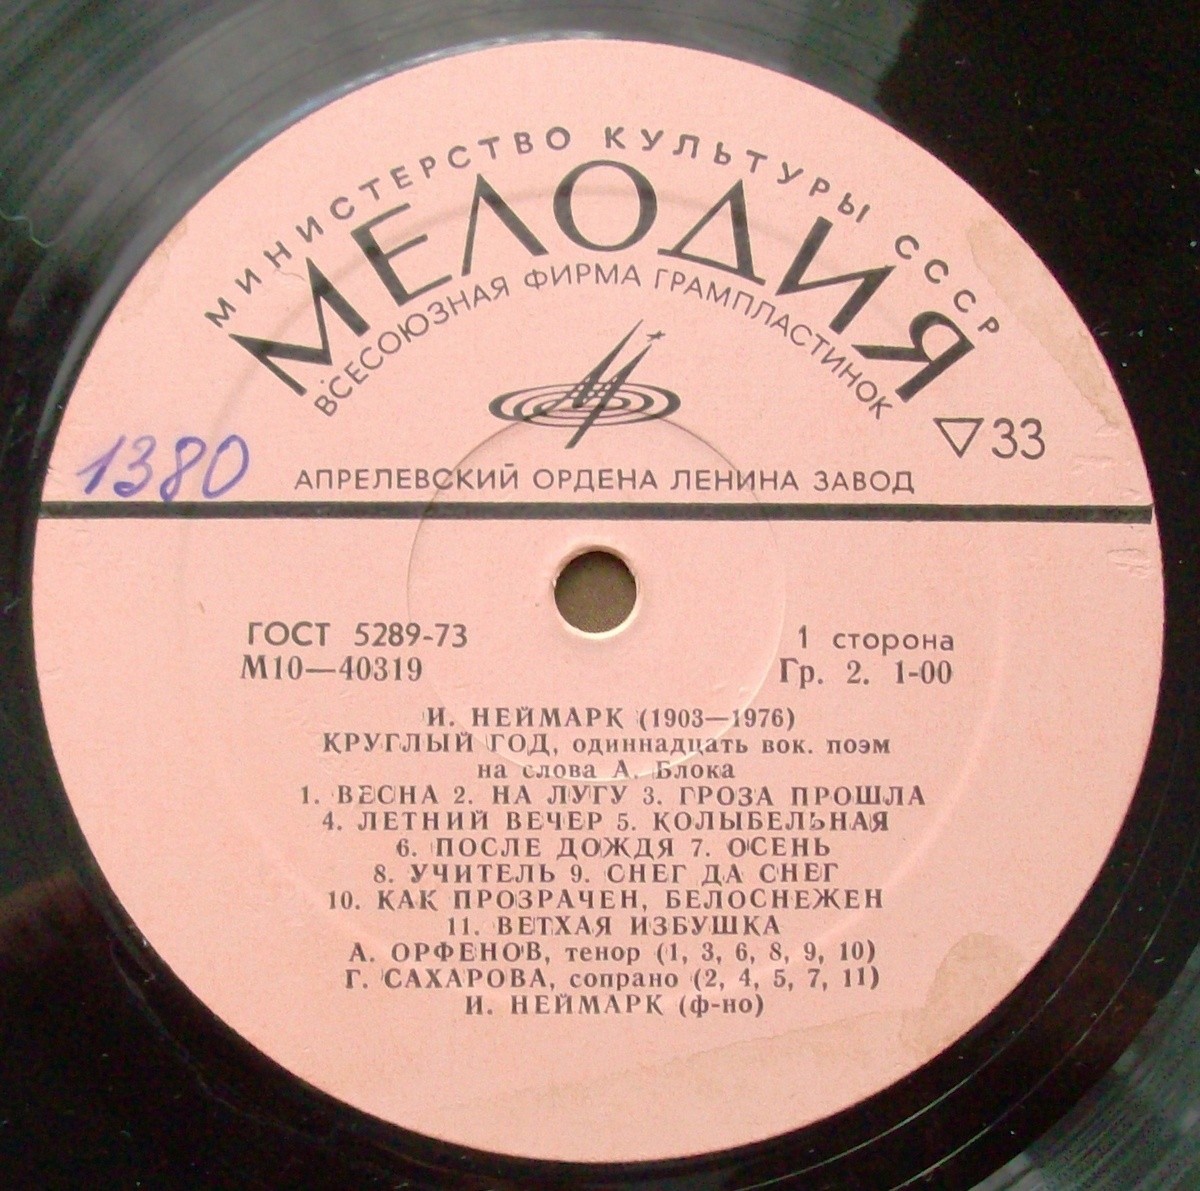 МИНИСТЕРСТВО КУЛЬТУРЫ СССР
МЕЛОДИЯ
ВСЕСОЮЗНАЯ ФИРМА ГРАМПЛАСТИНОК
▽33
1380
АПРЕЛЕВСКИЙ ОРДЕНА ЛЕНИНА ЗАВОД
ГОСТ 5289-73
1 сторона
М10—40319
Гр. 2. 1-00
И. НЕЙМАРК (1903—1976)
КРУГЛЫЙ ГОД, одиннадцать вок. поэм
на слова А. Блока
1. ВЕСНА 2. НА ЛУГУ 3. ГРОЗА ПРОШЛА
4. ЛЕТНИЙ ВЕЧЕР 5. КОЛЫБЕЛЬНАЯ
6. ПОСЛЕ ДОЖДЯ 7. ОСЕНЬ
8. УЧИТЕЛЬ 9. СНЕГ ДА СНЕГ
10. КАК ПРОЗРАЧЕН, БЕЛОСНЕЖЕН
11. ВЕТХАЯ ИЗБУШКА
А. ОРФЕНОВ, тенор (1, 3, 6, 8, 9, 10)
Г. САХАРОВА, сопрано (2, 4, 5, 7, 11)
И. НЕЙМАРК (ф-но)